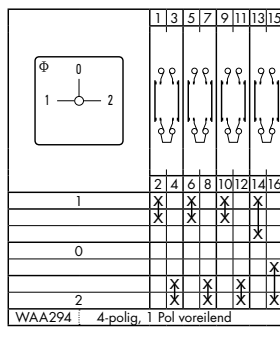 1 3 5 7 9 11 13 15
Φ 0
1 2
2 4 6 8 10 12 14 16
1 X X X X
X X X
X
0
X
X X X
2 X X X X
WAA294 4-polig, 1 Pol voreilend